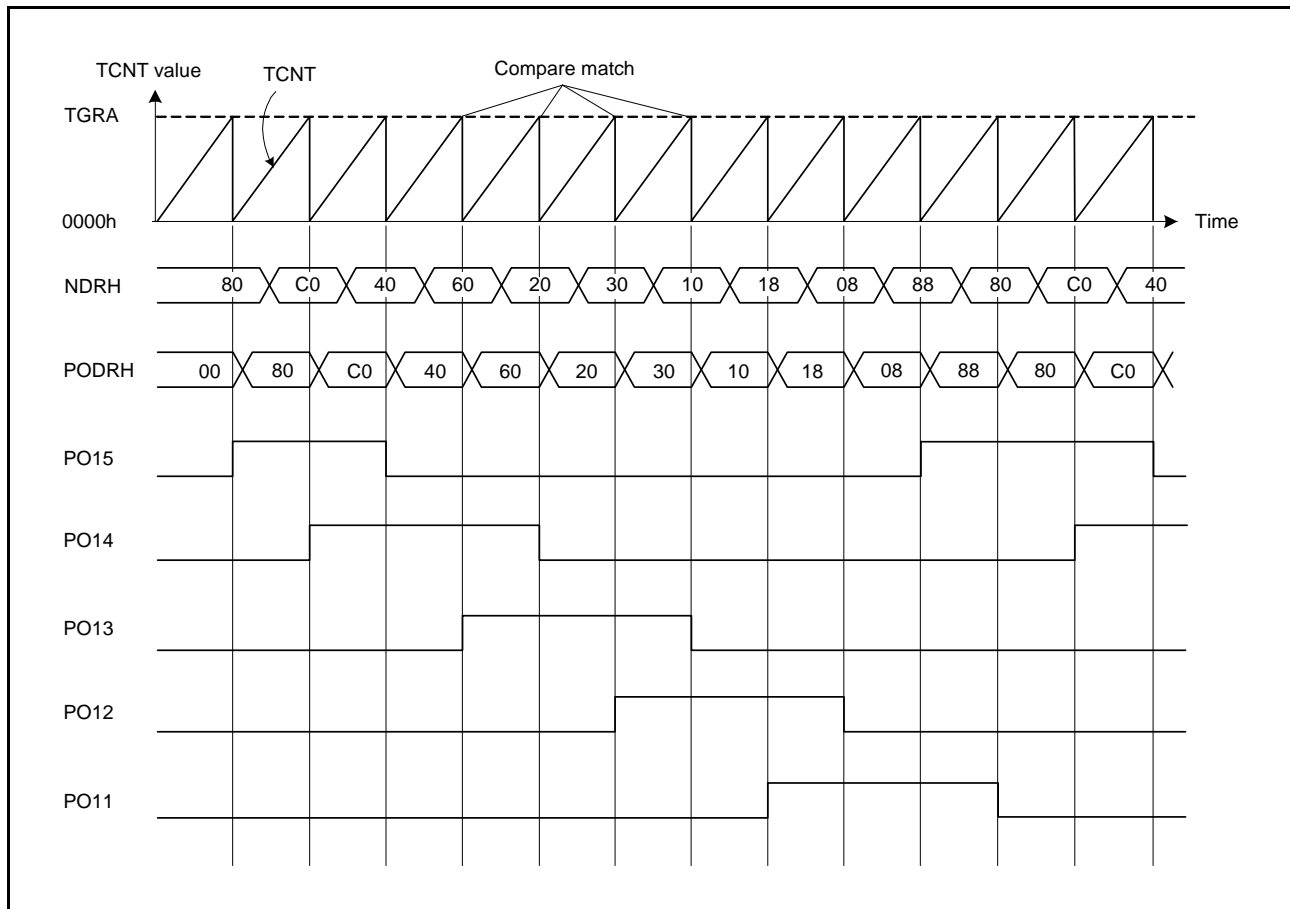 TCNT value
TCNT
Compare match
TGRA
0000h
Time
NDRH 80 C0 40 60 20 30 10 18 08 88 80 C0 40
PODRH 00 80 C0 40 60 20 30 10 18 08 88 80 C0
PO15
PO14
PO13
PO12
PO11